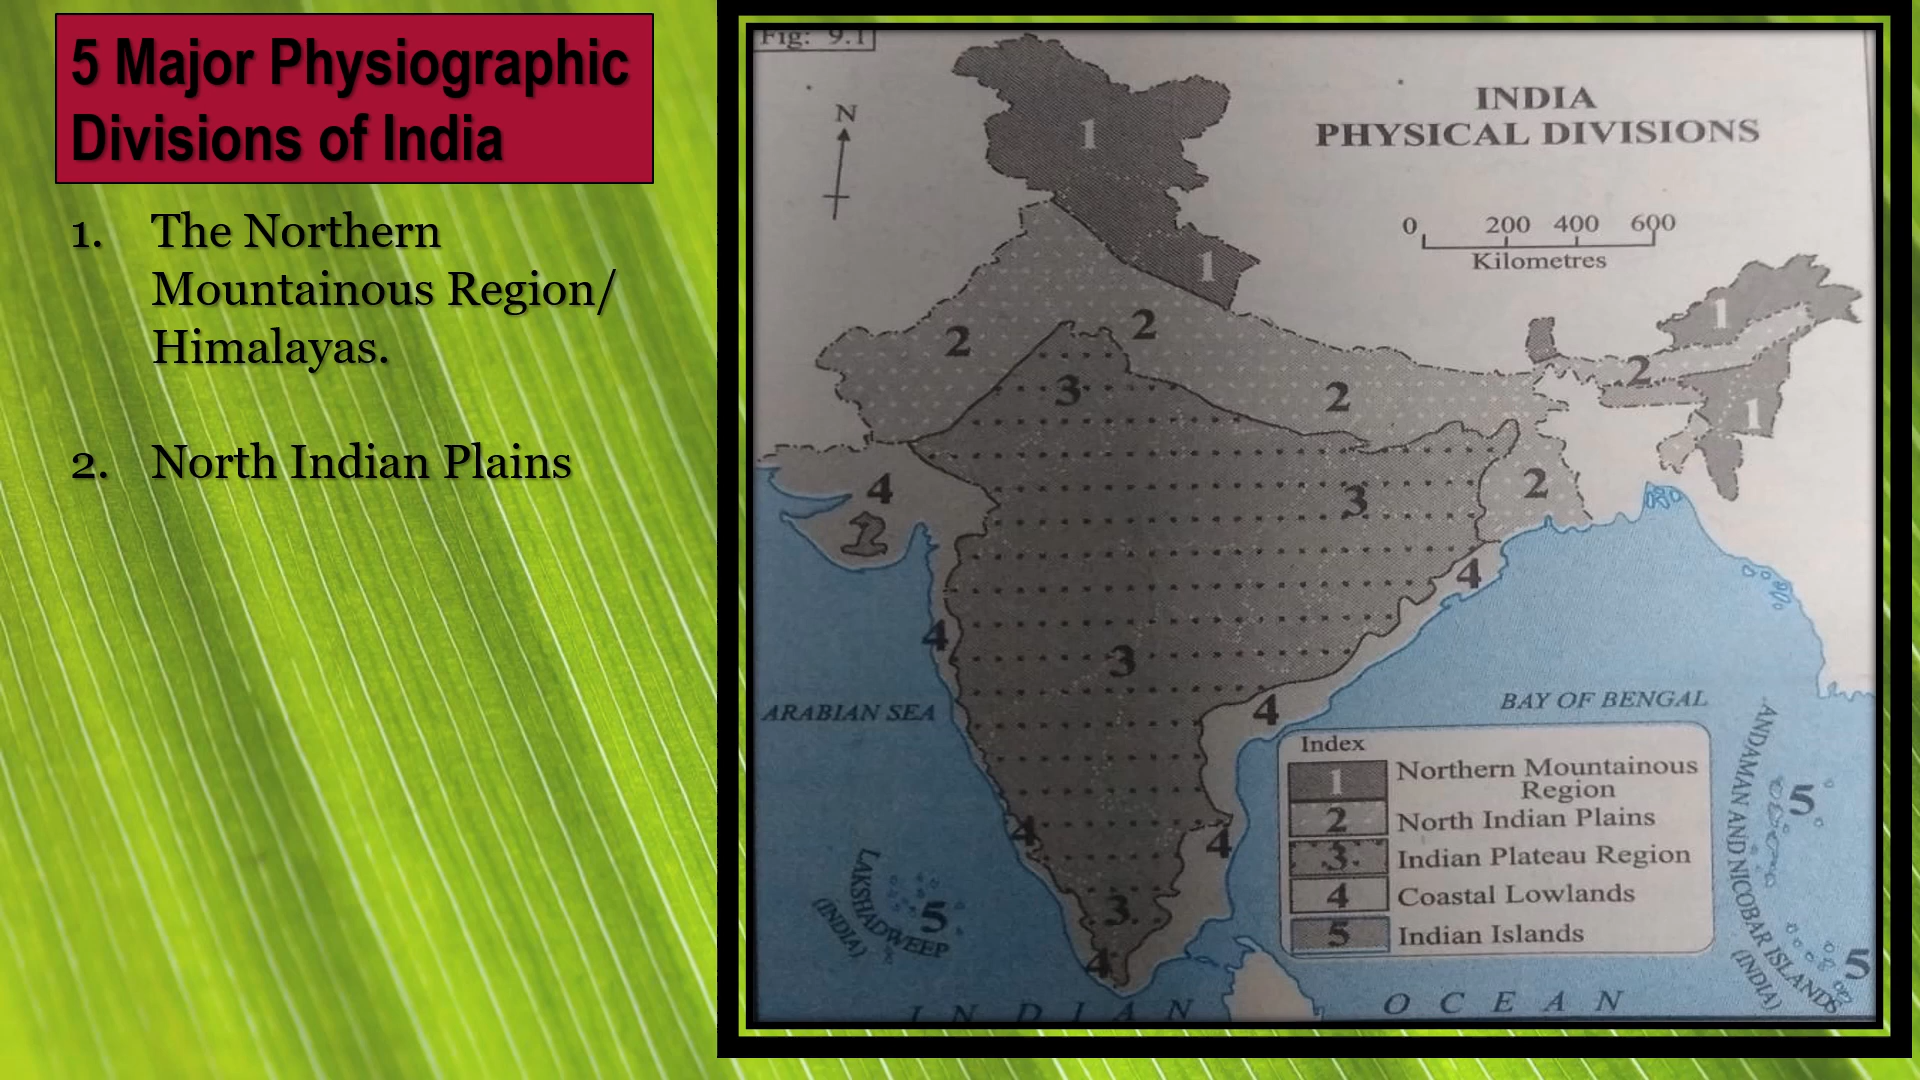 5 Major Physiographic
Divisions of India
1. The Northern
Mountainous Region/
Himalayas.
2. North Indian Plains
Fig: 9.1
INDIA
PHYSICAL DIVISIONS
N
0 200 400 600
Kilometres
1
1
1
2
2
2
2
1
3
2
3
4
4
4
3
4
4
4
3
4
ARABIAN SEA
BAY OF BENGAL
LAKSHADWEEP
(INDIA)
5
ANDAMAN AND NICOBAR ISLANDS
(INDIA)
5
5
Index
1 Northern Mountainous
Region
2 North Indian Plains
3 Indian Plateau Region
4 Coastal Lowlands
5 Indian Islands
INDIAN OCEAN